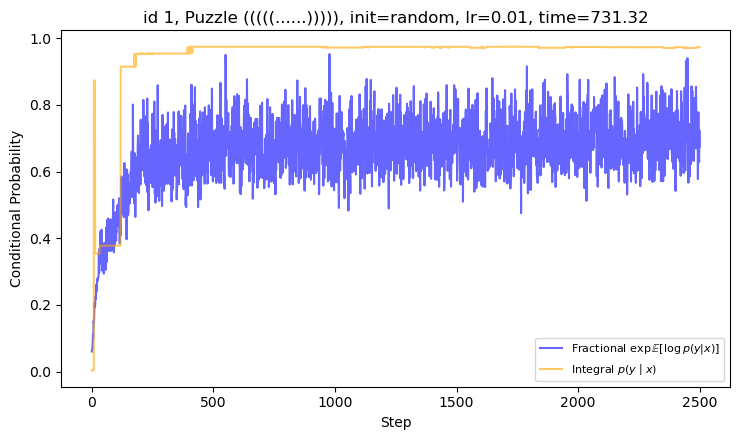 id 1, Puzzle (((((......))))), init=random, lr=0.01, time=731.32
Conditional Probability
1.0
0.8
0.6
0.4
0.2
0.0
Fractional exp 𝔼[log p(y|x)]
Integral p(y | x)
0 500 1000 1500 2000 2500
Step